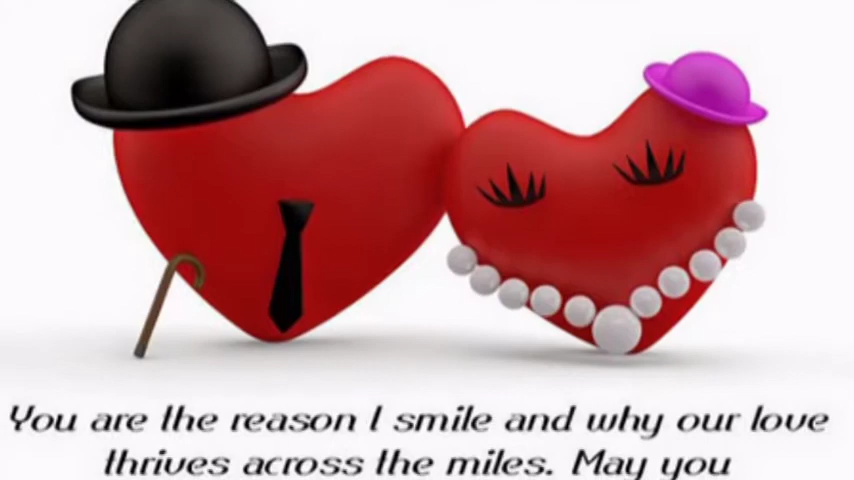 You are the reason I smile and why our love
thrives across the miles. May you